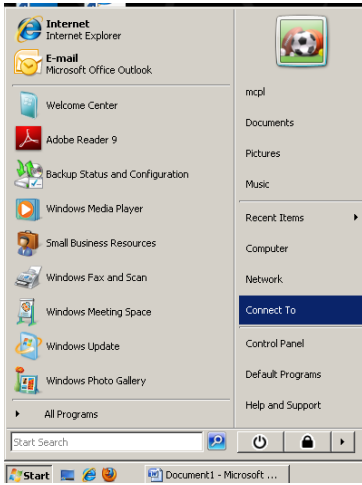 Internet
Internet Explorer
E-mail
Microsoft Office Outlook
Welcome Center
Adobe Reader 9
Backup Status and Configuration
Windows Media Player
Small Business Resources
Windows Fax and Scan
Windows Meeting Space
Windows Update
Windows Photo Gallery
All Programs
Start Search
mcpl
Documents
Pictures
Music
Recent Items
Computer
Network
Connect To
Control Panel
Default Programs
Help and Support
Start
Document1 - Microsoft ...